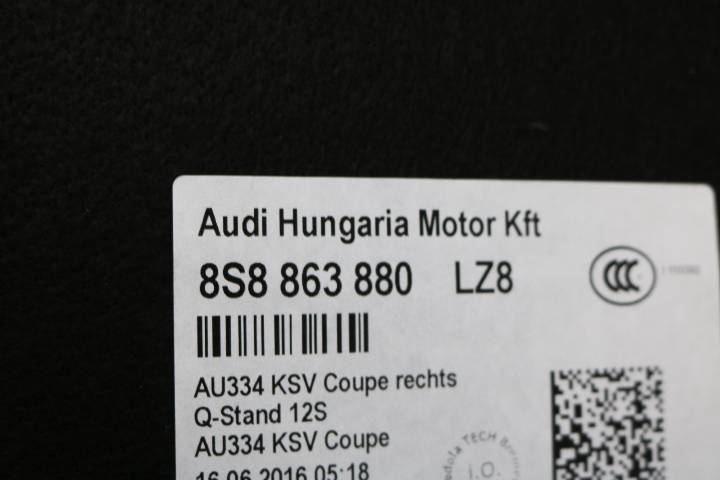 Audi Hungaria Motor Kft
8S8 863 880 LZ8
CCC
AU334 KSV Coupe rechts
Q-Stand 12S
AU334 KSV Coupe
TECH
i.O.
16.06.2016 05:18